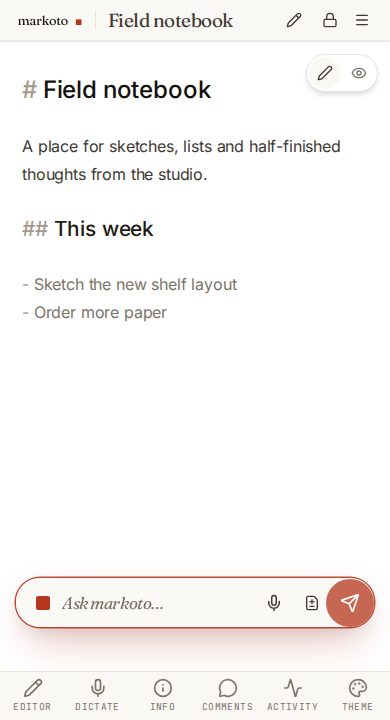 markoto
Field notebook
# Field notebook
A place for sketches, lists and half-finished
thoughts from the studio.
## This week
- Sketch the new shelf layout
- Order more paper
Ask markoto...
EDITOR DICTATE INFO COMMENTS ACTIVITY THEME